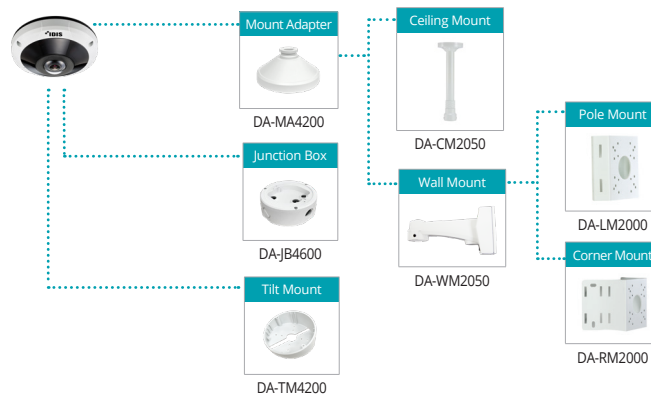 IDIS
Mount Adapter
DA-MA4200
Ceiling Mount
DA-CM2050
Pole Mount
DA-LM2000
Junction Box
DA-JB4600
Wall Mount
DA-WM2050
Corner Mount
DA-RM2000
Tilt Mount
DA-TM4200